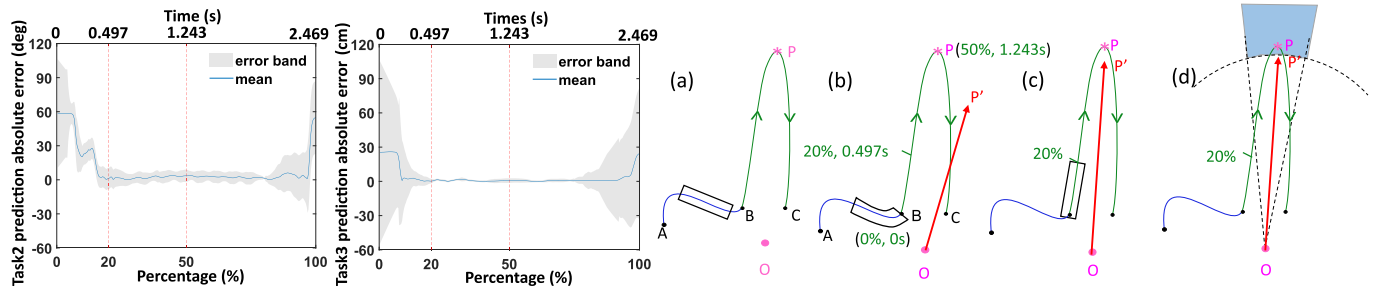 Time (s)
0 0.497 1.243 2.469
Task2 prediction absolute error (deg)
120
90
60
30
0
-30
-60
error band
mean
0 20 50 100
Percentage (%)
Times (s)
0 0.497 1.243 2.469
Task3 prediction absolute error (cm)
120
90
60
30
0
-30
-60
error band
mean
0 20 50 100
Percentage (%)
(a)
P
A
B
C
O
(b)
P (50%, 1.243s)
P’
20%, 0.497s
A
B
C
(0%, 0s)
O
(c)
P
P’
20%
O
(d)
P
P’
20%
O